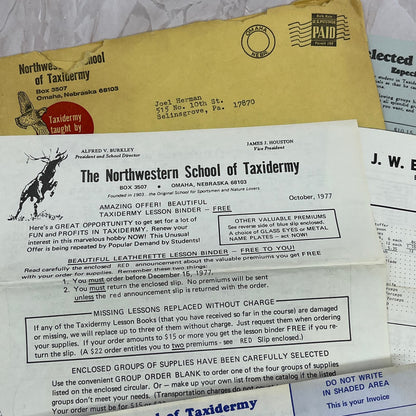 Northwestern School
of Taxidermy
Box 3507
Omaha, Nebraska 68103
Taxidermy
taught by
OMAHA
NEBR.
Bulk Rate
U.S. POSTAGE
PAID
Joel Herman
515 No. 10th St.
Selinsgrove, Pa. 17870
elected
Espec
J. W. E
ALFRED V. BURKLEY
President and School Director
JAMES J. HOUSTON
Vice President
The Northwestern School of Taxidermy
BOX 3507 • OMAHA, NEBRASKA 68103
Founded in 1903 . . . the Original School for Sportsmen and Nature Lovers
October, 1977
AMAZING OFFER! BEAUTIFUL
TAXIDERMY LESSON BINDER — FREE
Here's a GREAT OPPORTUNITY to get set for a lot of
FUN and PROFITS IN TAXIDERMY. Renew your
interest in this marvelous hobby NOW! This Unusual
Offer is being repeated by Popular Demand by Students!
OTHER VALUABLE PREMIUMS
See reverse side of blue slip enclosed.
A choice of GLASS EYES or METAL
NAME PLATES — act NOW!
BEAUTIFUL LEATHERETTE LESSON BINDER — FREE TO YOU!
Read carefully the enclosed RED announcement about the valuable premiums you get FREE
with your order for supplies. Remember these two things:
1. You must order before December 16, 1977.
2. You must return the enclosed slip. No premiums will be sent
unless the red announcement slip is returned with the order.
MISSING LESSONS REPLACED WITHOUT CHARGE
If any of the Taxidermy Lesson Books (that you have received so far in the course) are damaged
or missing, we will replace up to three of them without charge. Just request them when ordering
your supplies. If your order amounts to $15 or more you get the lesson binder FREE if you re-
turn the slip. (A $22 order entitles you to two premiums - see RED Slip enclosed.)
ENCLOSED GROUPS OF SUPPLIES HAVE BEEN CAREFULLY SELECTED
Use the convenient GROUP ORDER BLANK to order one of the four groups of supplies
listed on the enclosed circular. Or — make up your own list from the catalog if the listed
Your order must be for $15 or
ol of Taxidermy
DO NOT WRITE
IN SHADED AREA
This is your Invoice